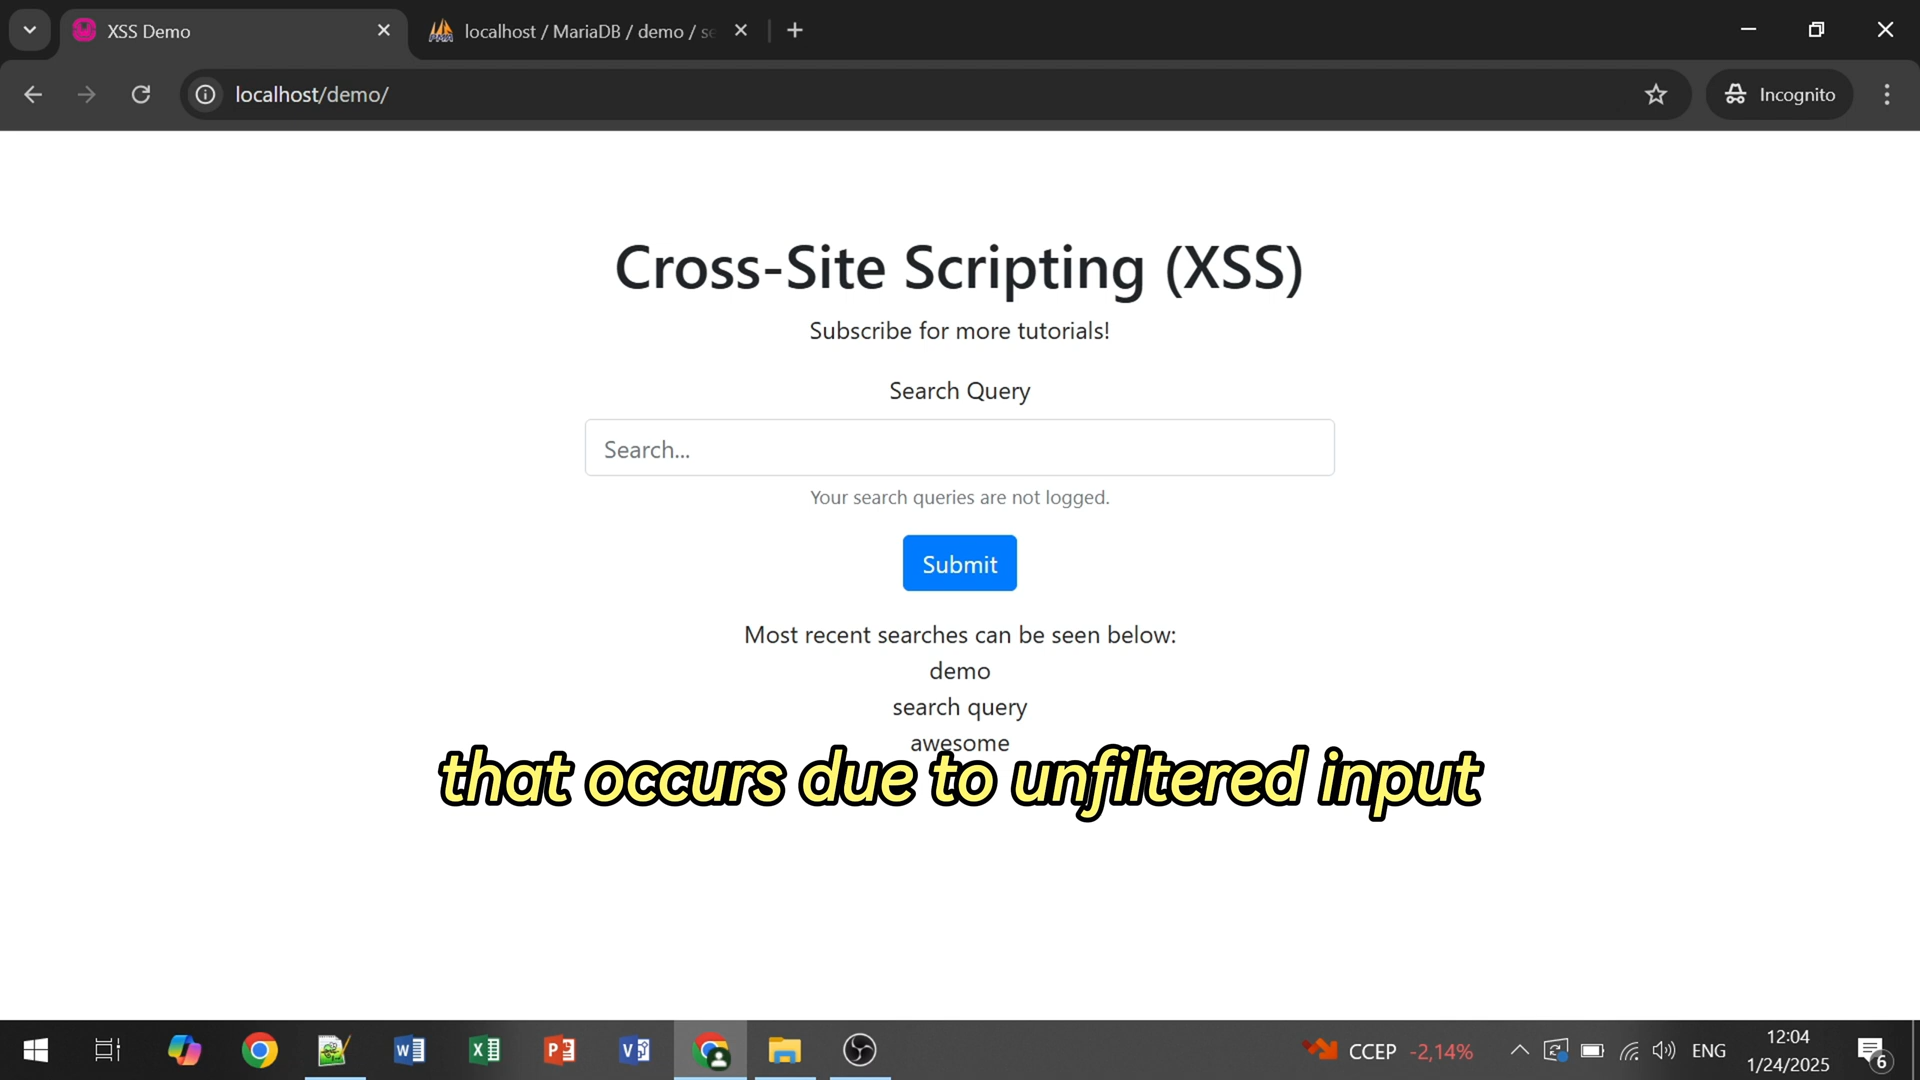 XSS Demo
localhost / MariaDB / demo / se
localhost/demo/
Incognito
Cross-Site Scripting (XSS)
Subscribe for more tutorials!
Search Query
Search...
Your search queries are not logged.
Submit
Most recent searches can be seen below:
demo
search query
awesome
that occurs due to unfiltered input
CCEP -2,14%
ENG
12:04
1/24/2025
6